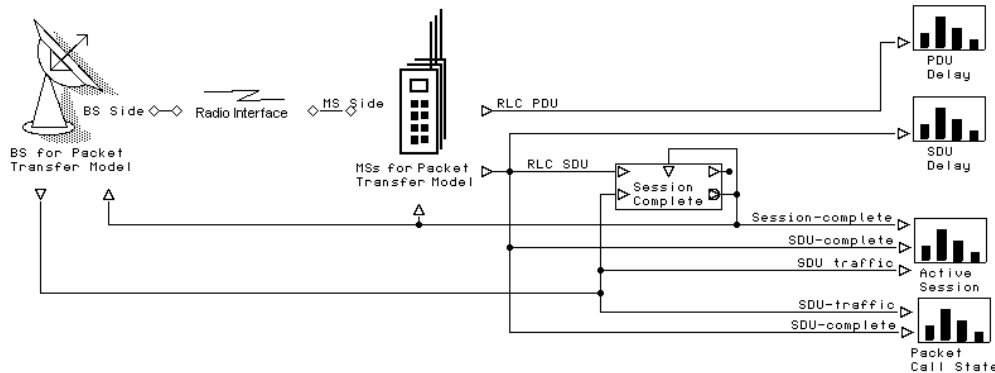 PDU
Delay
RLC PDU
BS Side
Radio Interface
MS Side
BS for Packet
Transfer Model
MSs for Packet
Transfer Model
RLC SDU
SDU
Delay
Session
Complete
Session-complete
SDU-complete
SDU traffic
Active
Session
SDU-traffic
SDU-complete
Packet
Call State